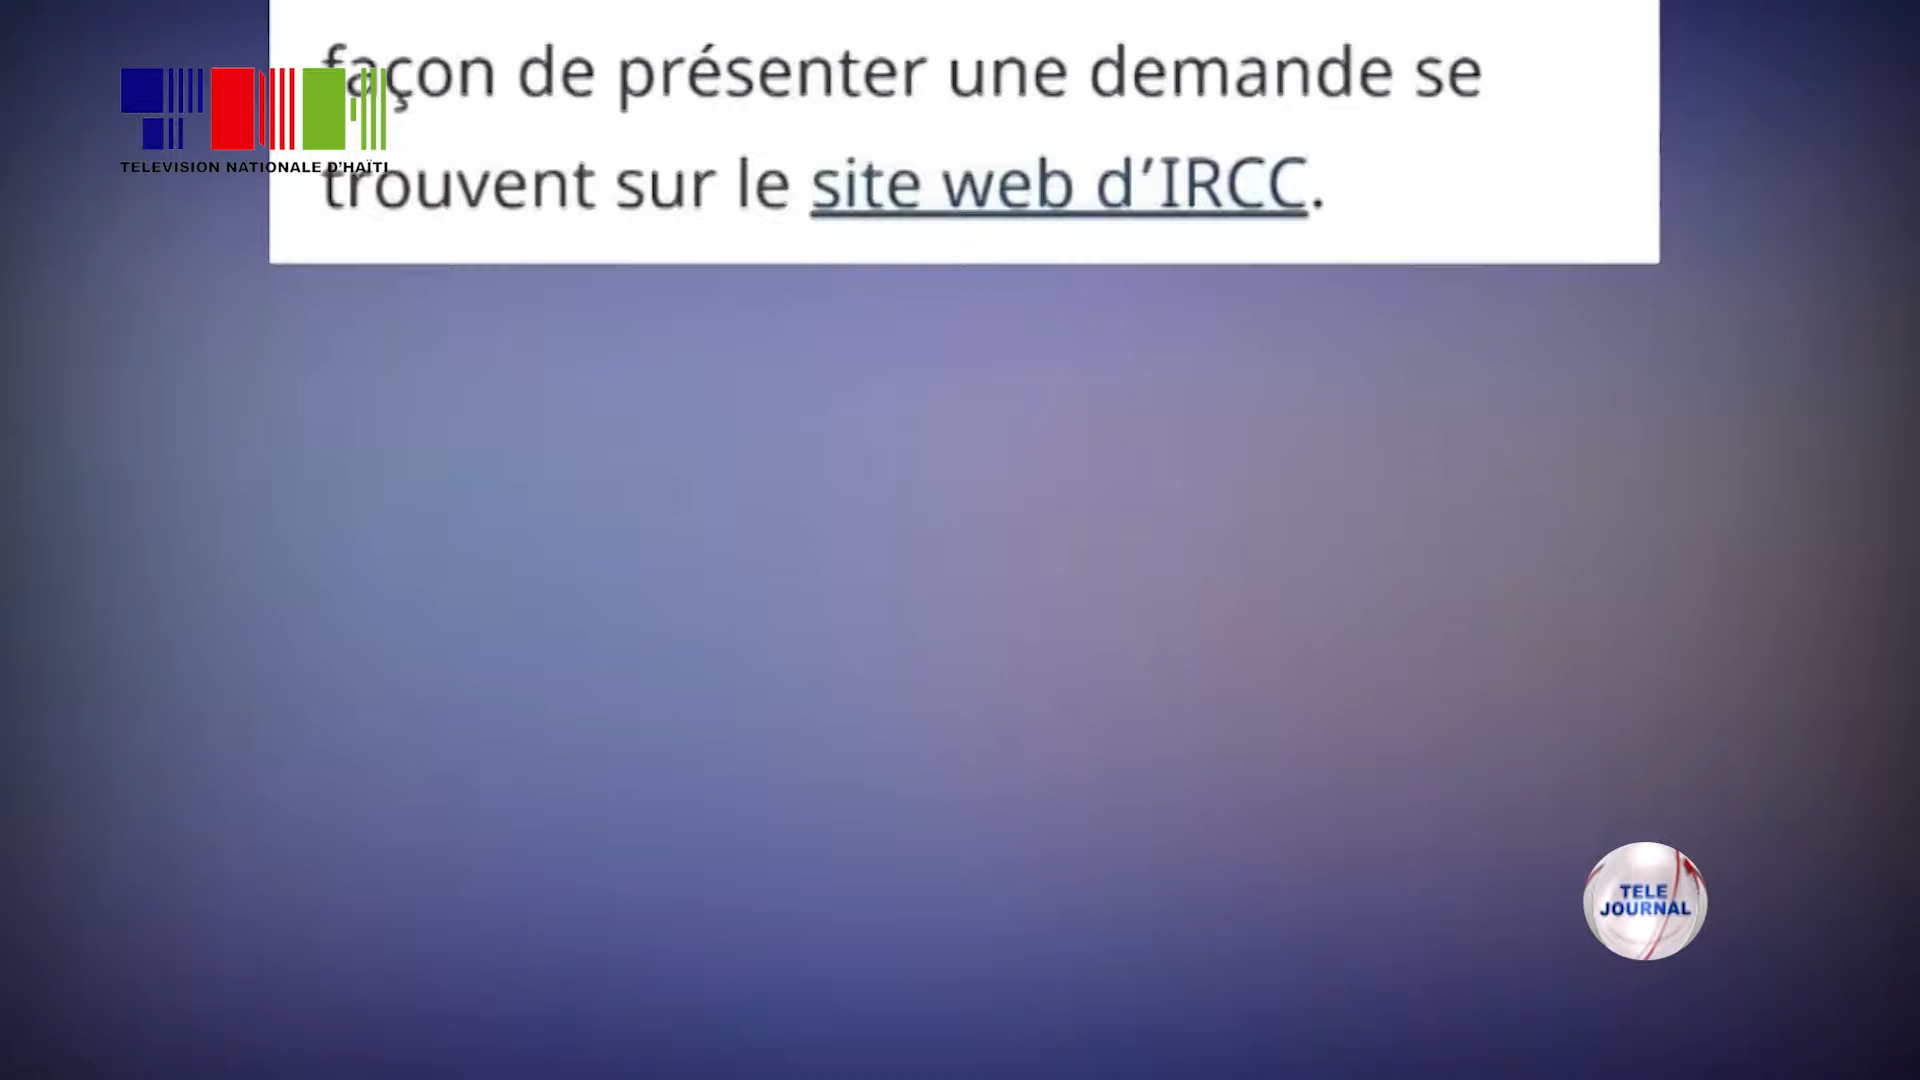 façon de présenter une demande se
trouvent sur le site web d’IRCC.
TELEVISION NATIONALE D'HAÏTI
TELE
JOURNAL